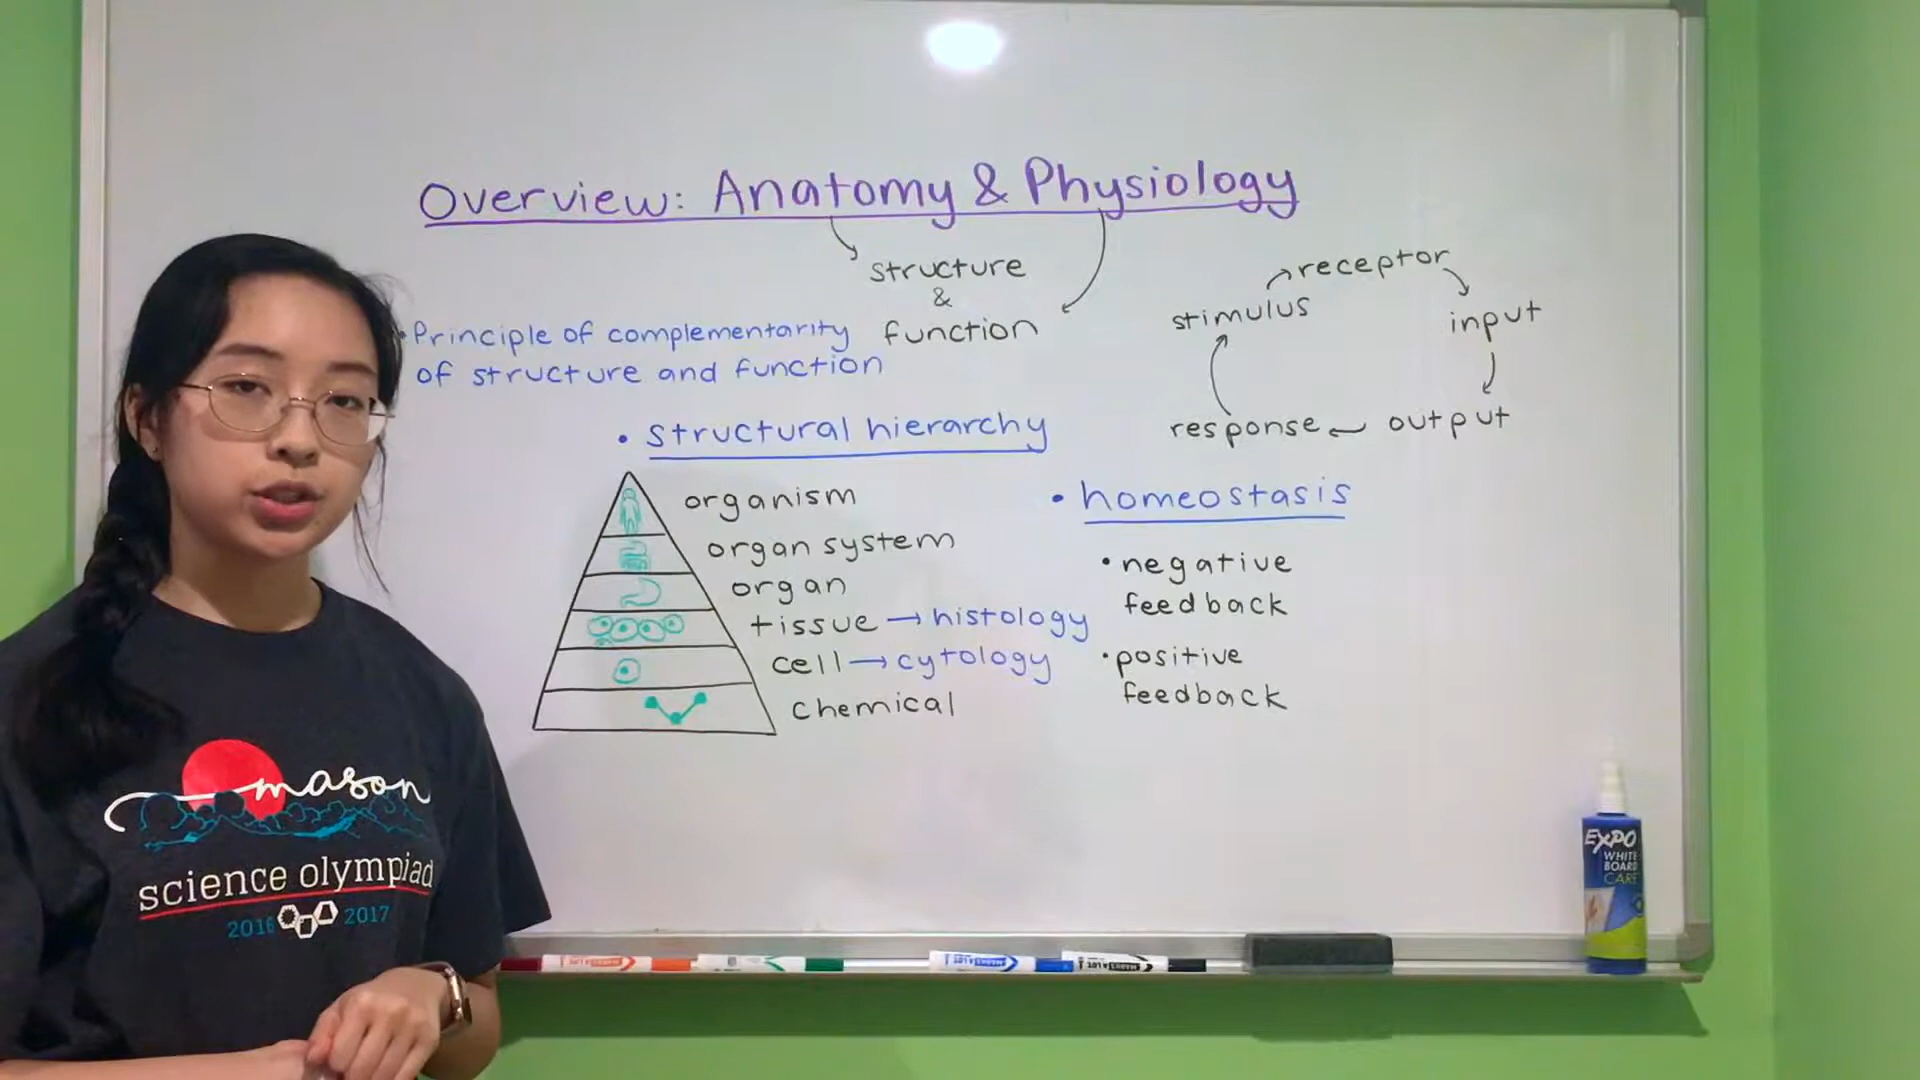 Overview: Anatomy & Physiology
structure
&
function
• Principle of complementarity
of structure and function
receptor
stimulus
input
output
response
• structural hierarchy
organism
organ system
organ
tissue → histology
cell → cytology
chemical
• homeostasis
• negative
feedback
• positive
feedback
mason
science olympiad
2016 2017
EXPO
WHITE
BOARD
CARE